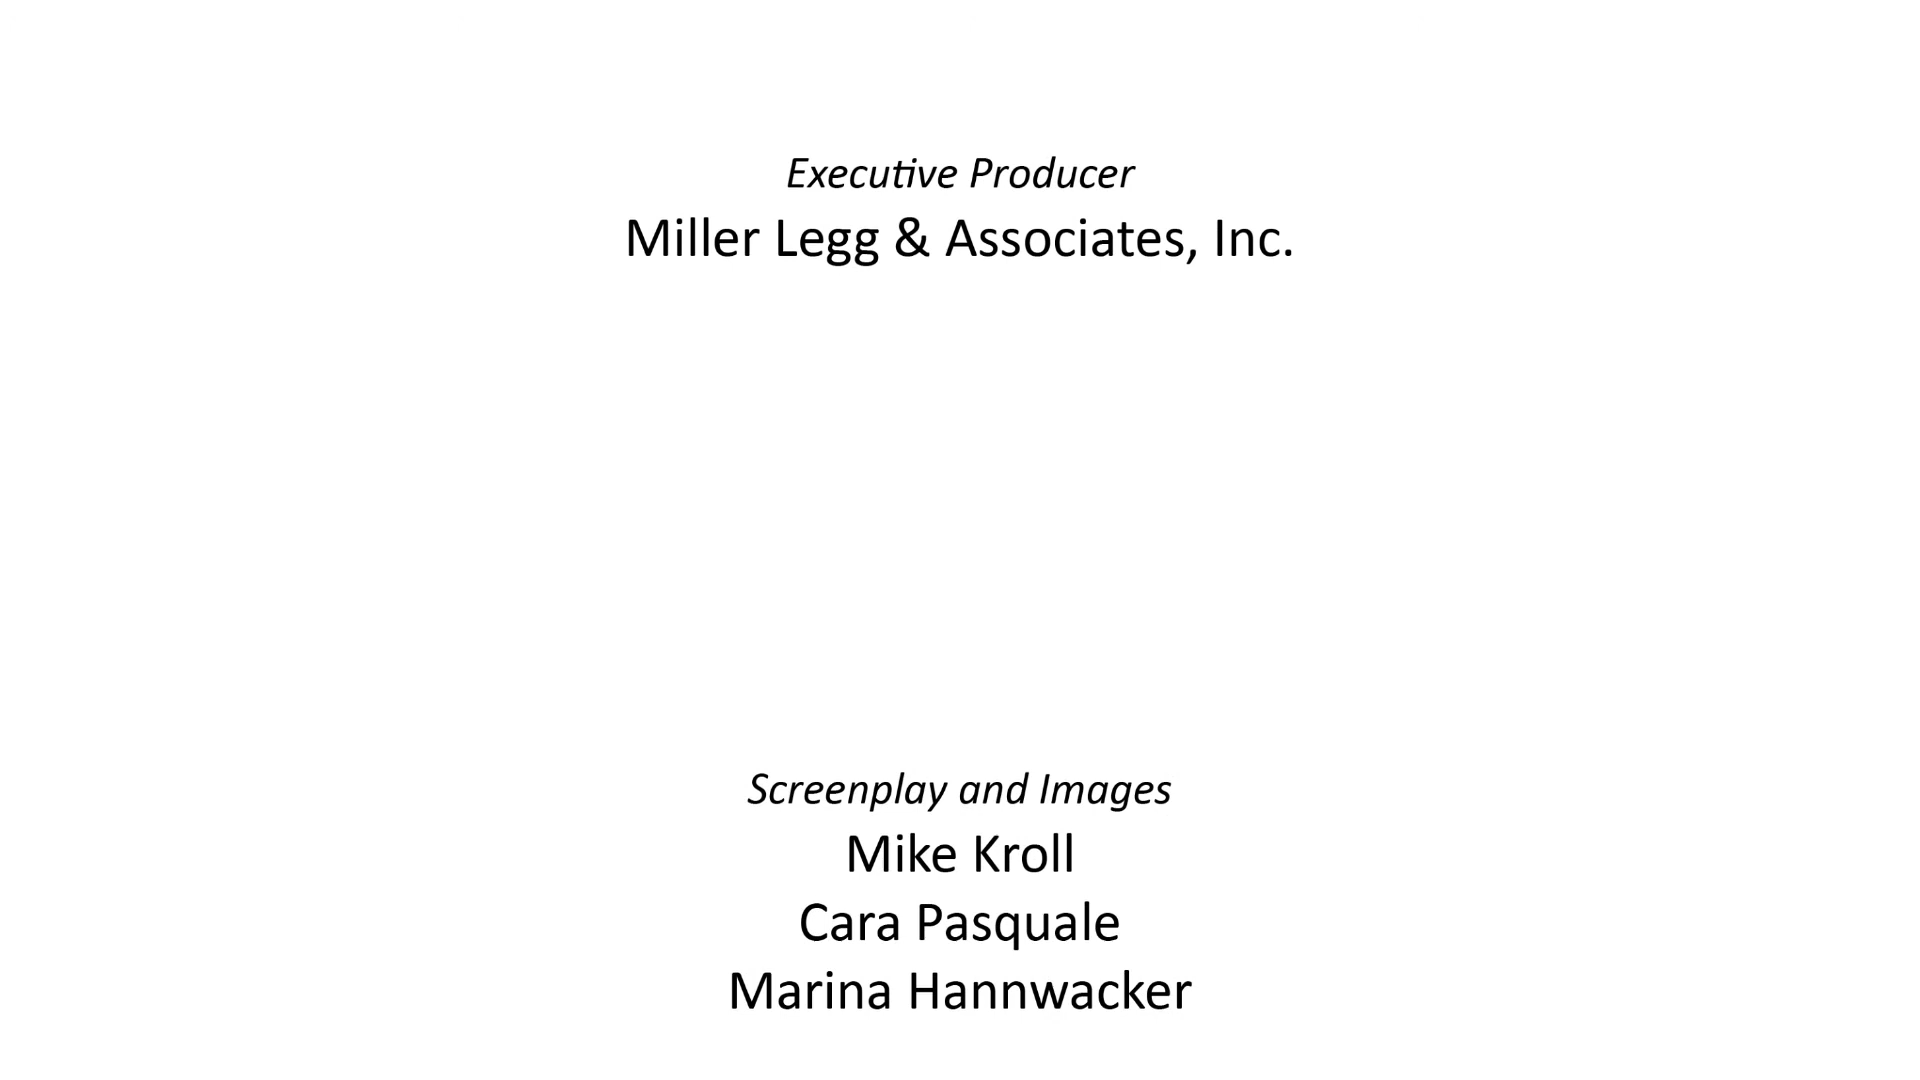 Executive Producer
Miller Legg & Associates, Inc.
Screenplay and Images
Mike Kroll
Cara Pasquale
Marina Hannwacker